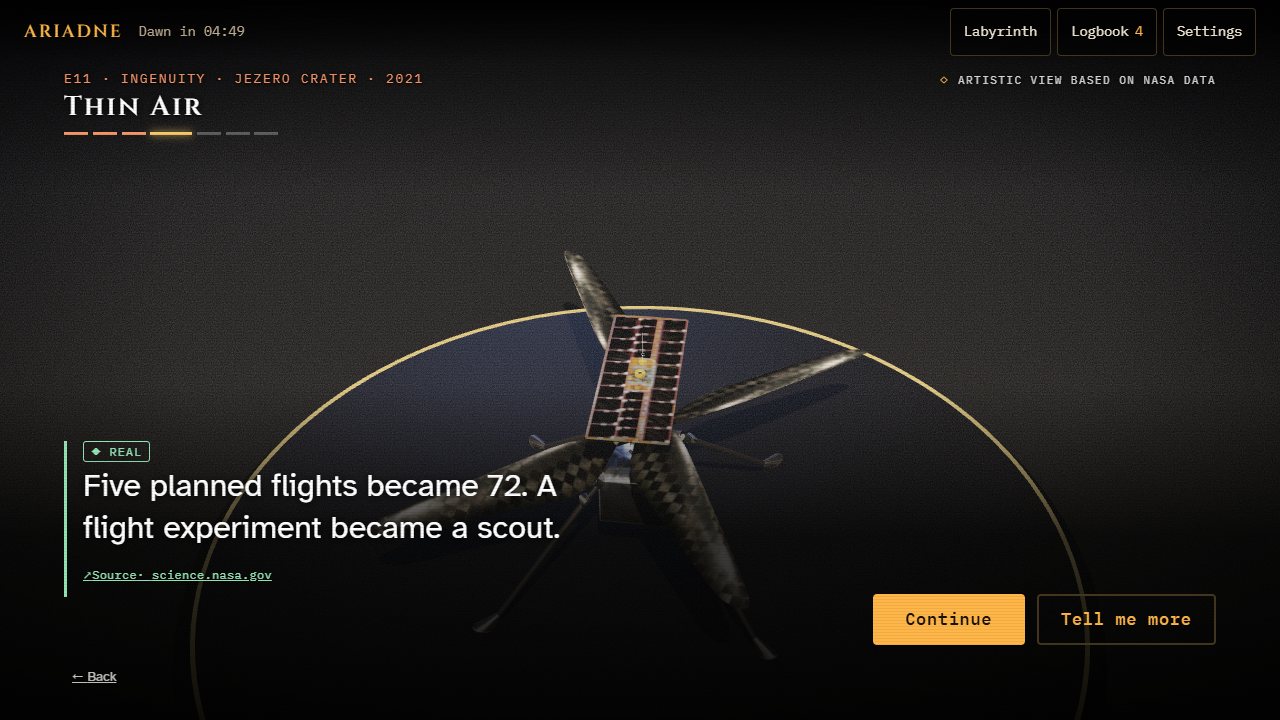 ARIADNE
Dawn in 04:49
Labyrinth
Logbook 4
Settings
E11 · INGENUITY · JEZERO CRATER · 2021
◇ ARTISTIC VIEW BASED ON NASA DATA
Thin Air
◆ REAL
Five planned flights became 72. A
flight experiment became a scout.
↗Source· science.nasa.gov
Continue
Tell me more
← Back